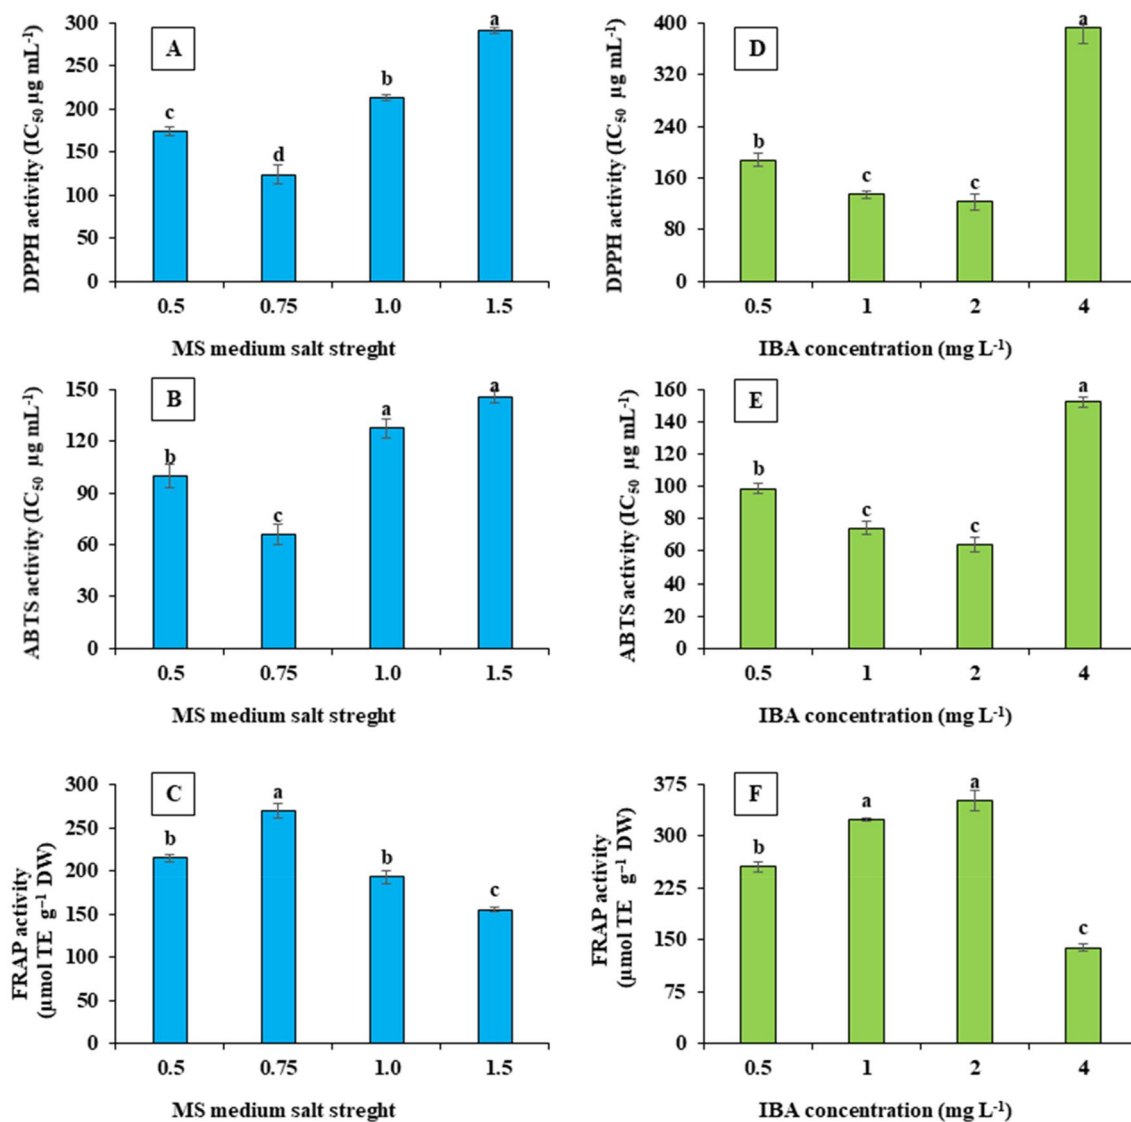 A
DPPH activity (IC50 µg mL-1)
300
250
200
150
100
50
0
c
d
b
a
0.5 0.75 1.0 1.5
MS medium salt streght
D
DPPH activity (IC50 µg mL-1)
400
320
240
160
80
0
b
c
c
a
0.5 1 2 4
IBA concentration (mg L-1)
B
ABTS activity (IC50 µg mL-1)
150
120
90
60
30
0
b
c
a
a
0.5 0.75 1.0 1.5
MS medium salt streght
E
ABTS activity (IC50 µg mL-1)
160
140
120
100
80
60
40
20
0
b
c
c
a
0.5 1 2 4
IBA concentration (mg L-1)
C
FRAP activity
(µmol TE g-1 DW)
300
250
200
150
100
50
0
b
a
b
c
0.5 0.75 1.0 1.5
MS medium salt streght
F
FRAP activity
(µmol TE g-1 DW)
375
300
225
150
75
0
b
a
a
c
0.5 1 2 4
IBA concentration (mg L-1)